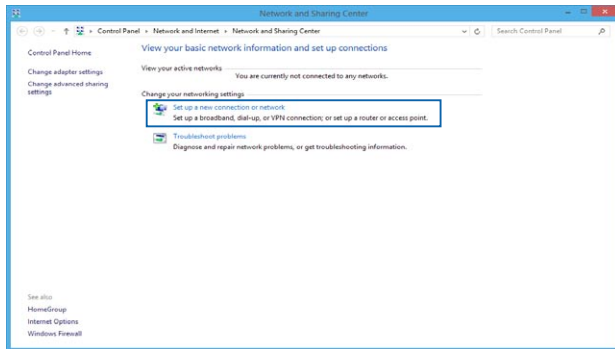 Network and Sharing Center
Control Panel ▸ Network and Internet ▸ Network and Sharing Center
Search Control Panel
Control Panel Home
Change adapter settings
Change advanced sharing
settings
View your basic network information and set up connections
View your active networks
You are currently not connected to any networks.
Change your networking settings
Set up a new connection or network
Set up a broadband, dial-up, or VPN connection; or set up a router or access point.
Troubleshoot problems
Diagnose and repair network problems, or get troubleshooting information.
See also
HomeGroup
Internet Options
Windows Firewall